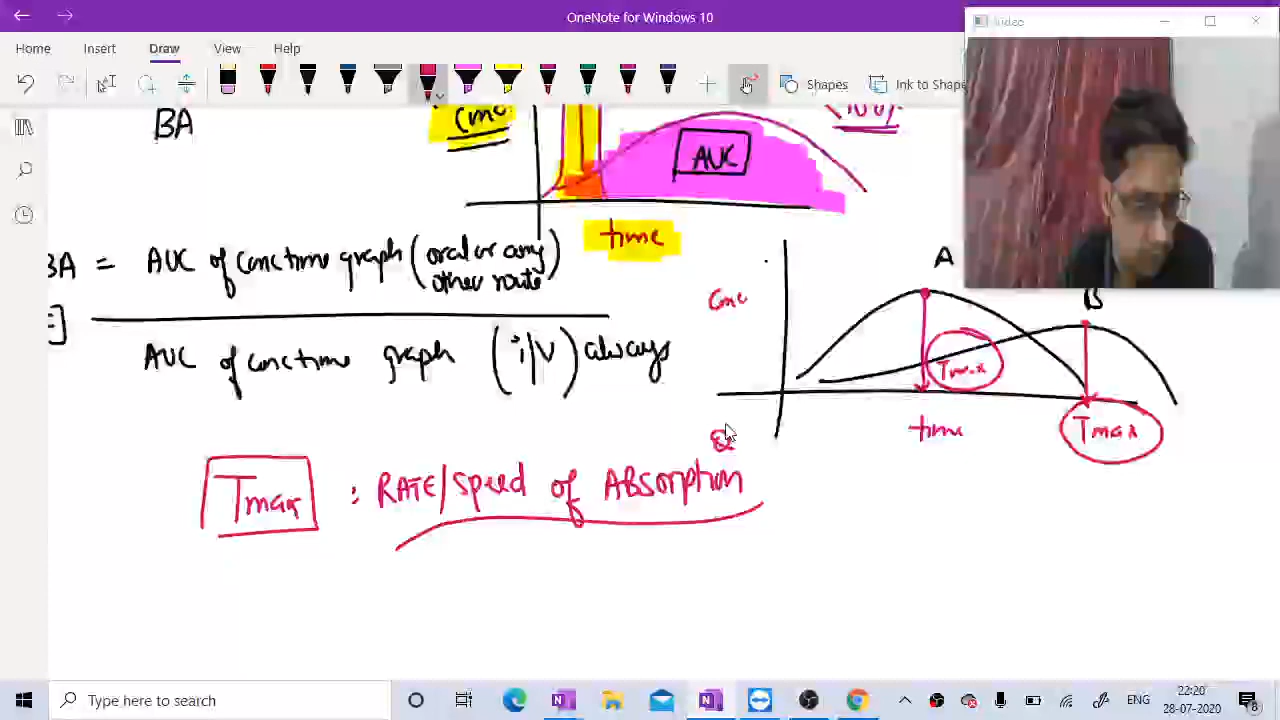 OneNote for Windows 10
Video
Home Insert Draw View Help
Shapes
Ink to Shape
BA
Conc
AUC
<100%
time
BA = AUC of conc time graph (oral or any other route)
AUC of conc time graph (i/v) always
A
B
Conc
Tmax
time
Tmax
Tmax : RATE/speed of ABsorption
Type here to search
ENG
22:20
28-07-2020
8